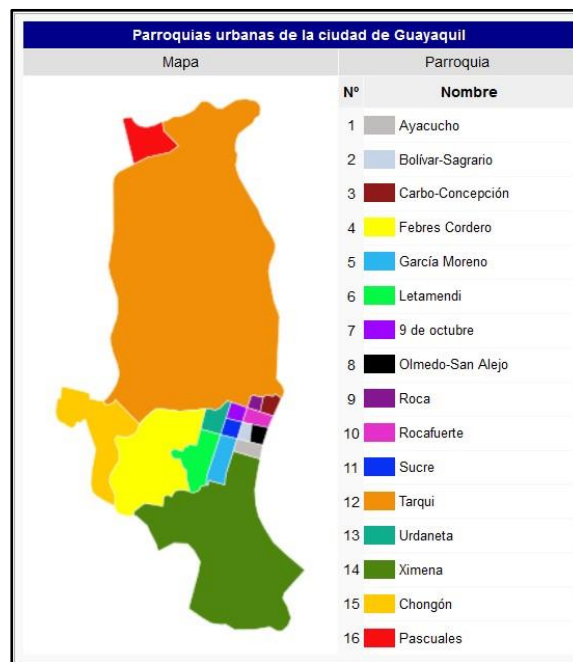 Parroquias urbanas de la ciudad de Guayaquil
Mapa Parroquia
Nº Nombre
1 Ayacucho
2 Bolívar-Sagrario
3 Carbo-Concepción
4 Febres Cordero
5 García Moreno
6 Letamendi
7 9 de octubre
8 Olmedo-San Alejo
9 Roca
10 Rocafuerte
11 Sucre
12 Tarqui
13 Urdaneta
14 Ximena
15 Chongón
16 Pascuales